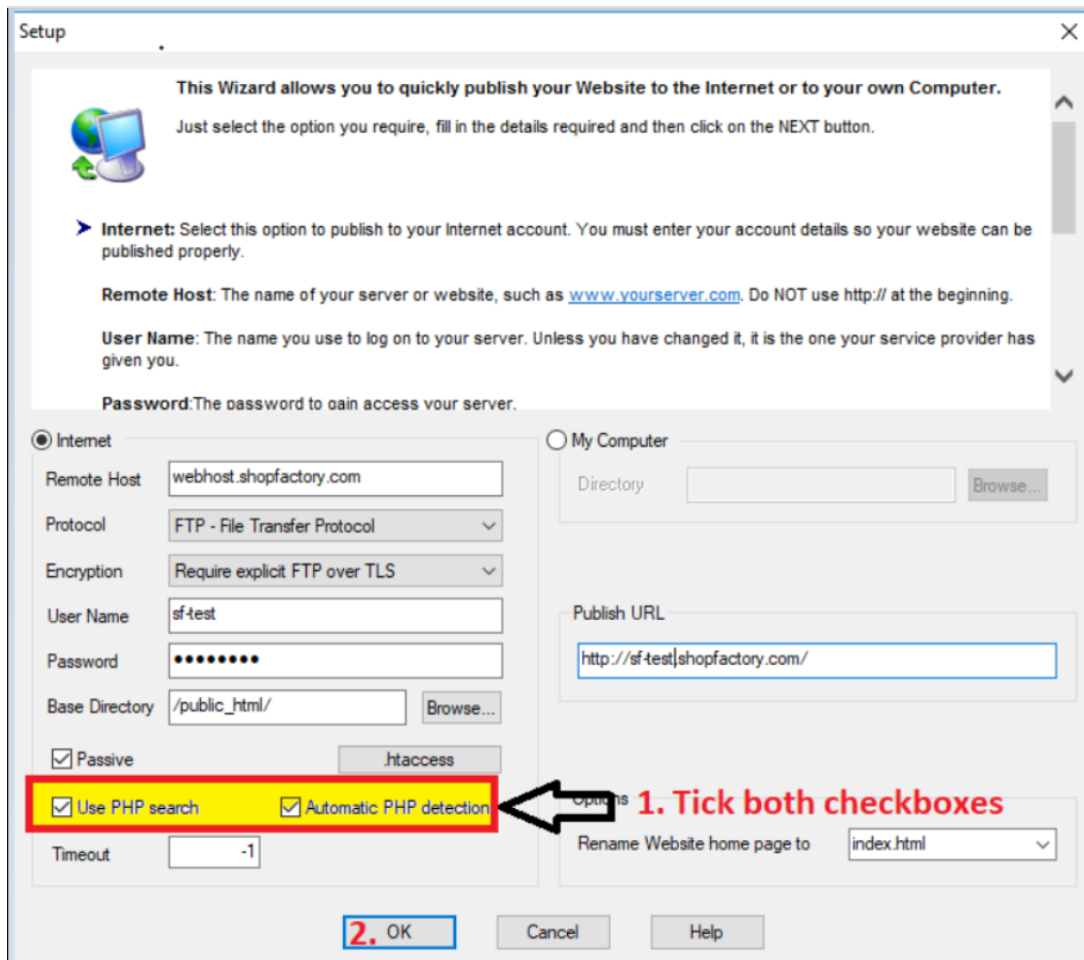 Setup
This Wizard allows you to quickly publish your Website to the Internet or to your own Computer.
Just select the option you require, fill in the details required and then click on the NEXT button.
Internet: Select this option to publish to your Internet account. You must enter your account details so your website can be
published properly.
Remote Host: The name of your server or website, such as www.yourserver.com. Do NOT use http:// at the beginning.
User Name: The name you use to log on to your server. Unless you have changed it, it is the one your service provider has
given you.
Password:The password to gain access your server.
Internet
My Computer
Remote Host webhost.shopfactory.com
Directory Browse...
Protocol FTP - File Transfer Protocol
Encryption Require explicit FTP over TLS
User Name sf-test
Publish URL
Password ••••••••
http://sf-test.shopfactory.com/
Base Directory /public_html/ Browse...
Passive .htaccess
Use PHP search Automatic PHP detection
Options
1. Tick both checkboxes
Timeout -1
Rename Website home page to index.html
2. OK Cancel Help